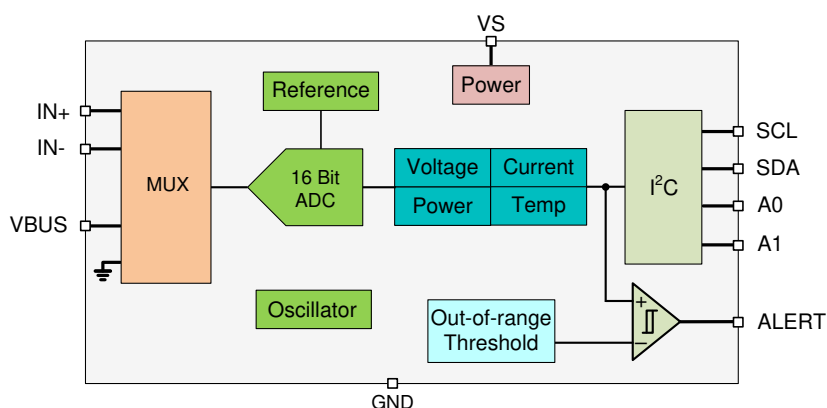 VS
Power
Reference
IN+
IN-
VBUS
MUX
16 Bit
ADC
Voltage
Current
Power
Temp
I²C
SCL
SDA
A0
A1
Oscillator
Out-of-range
Threshold
+
−
ALERT
GND